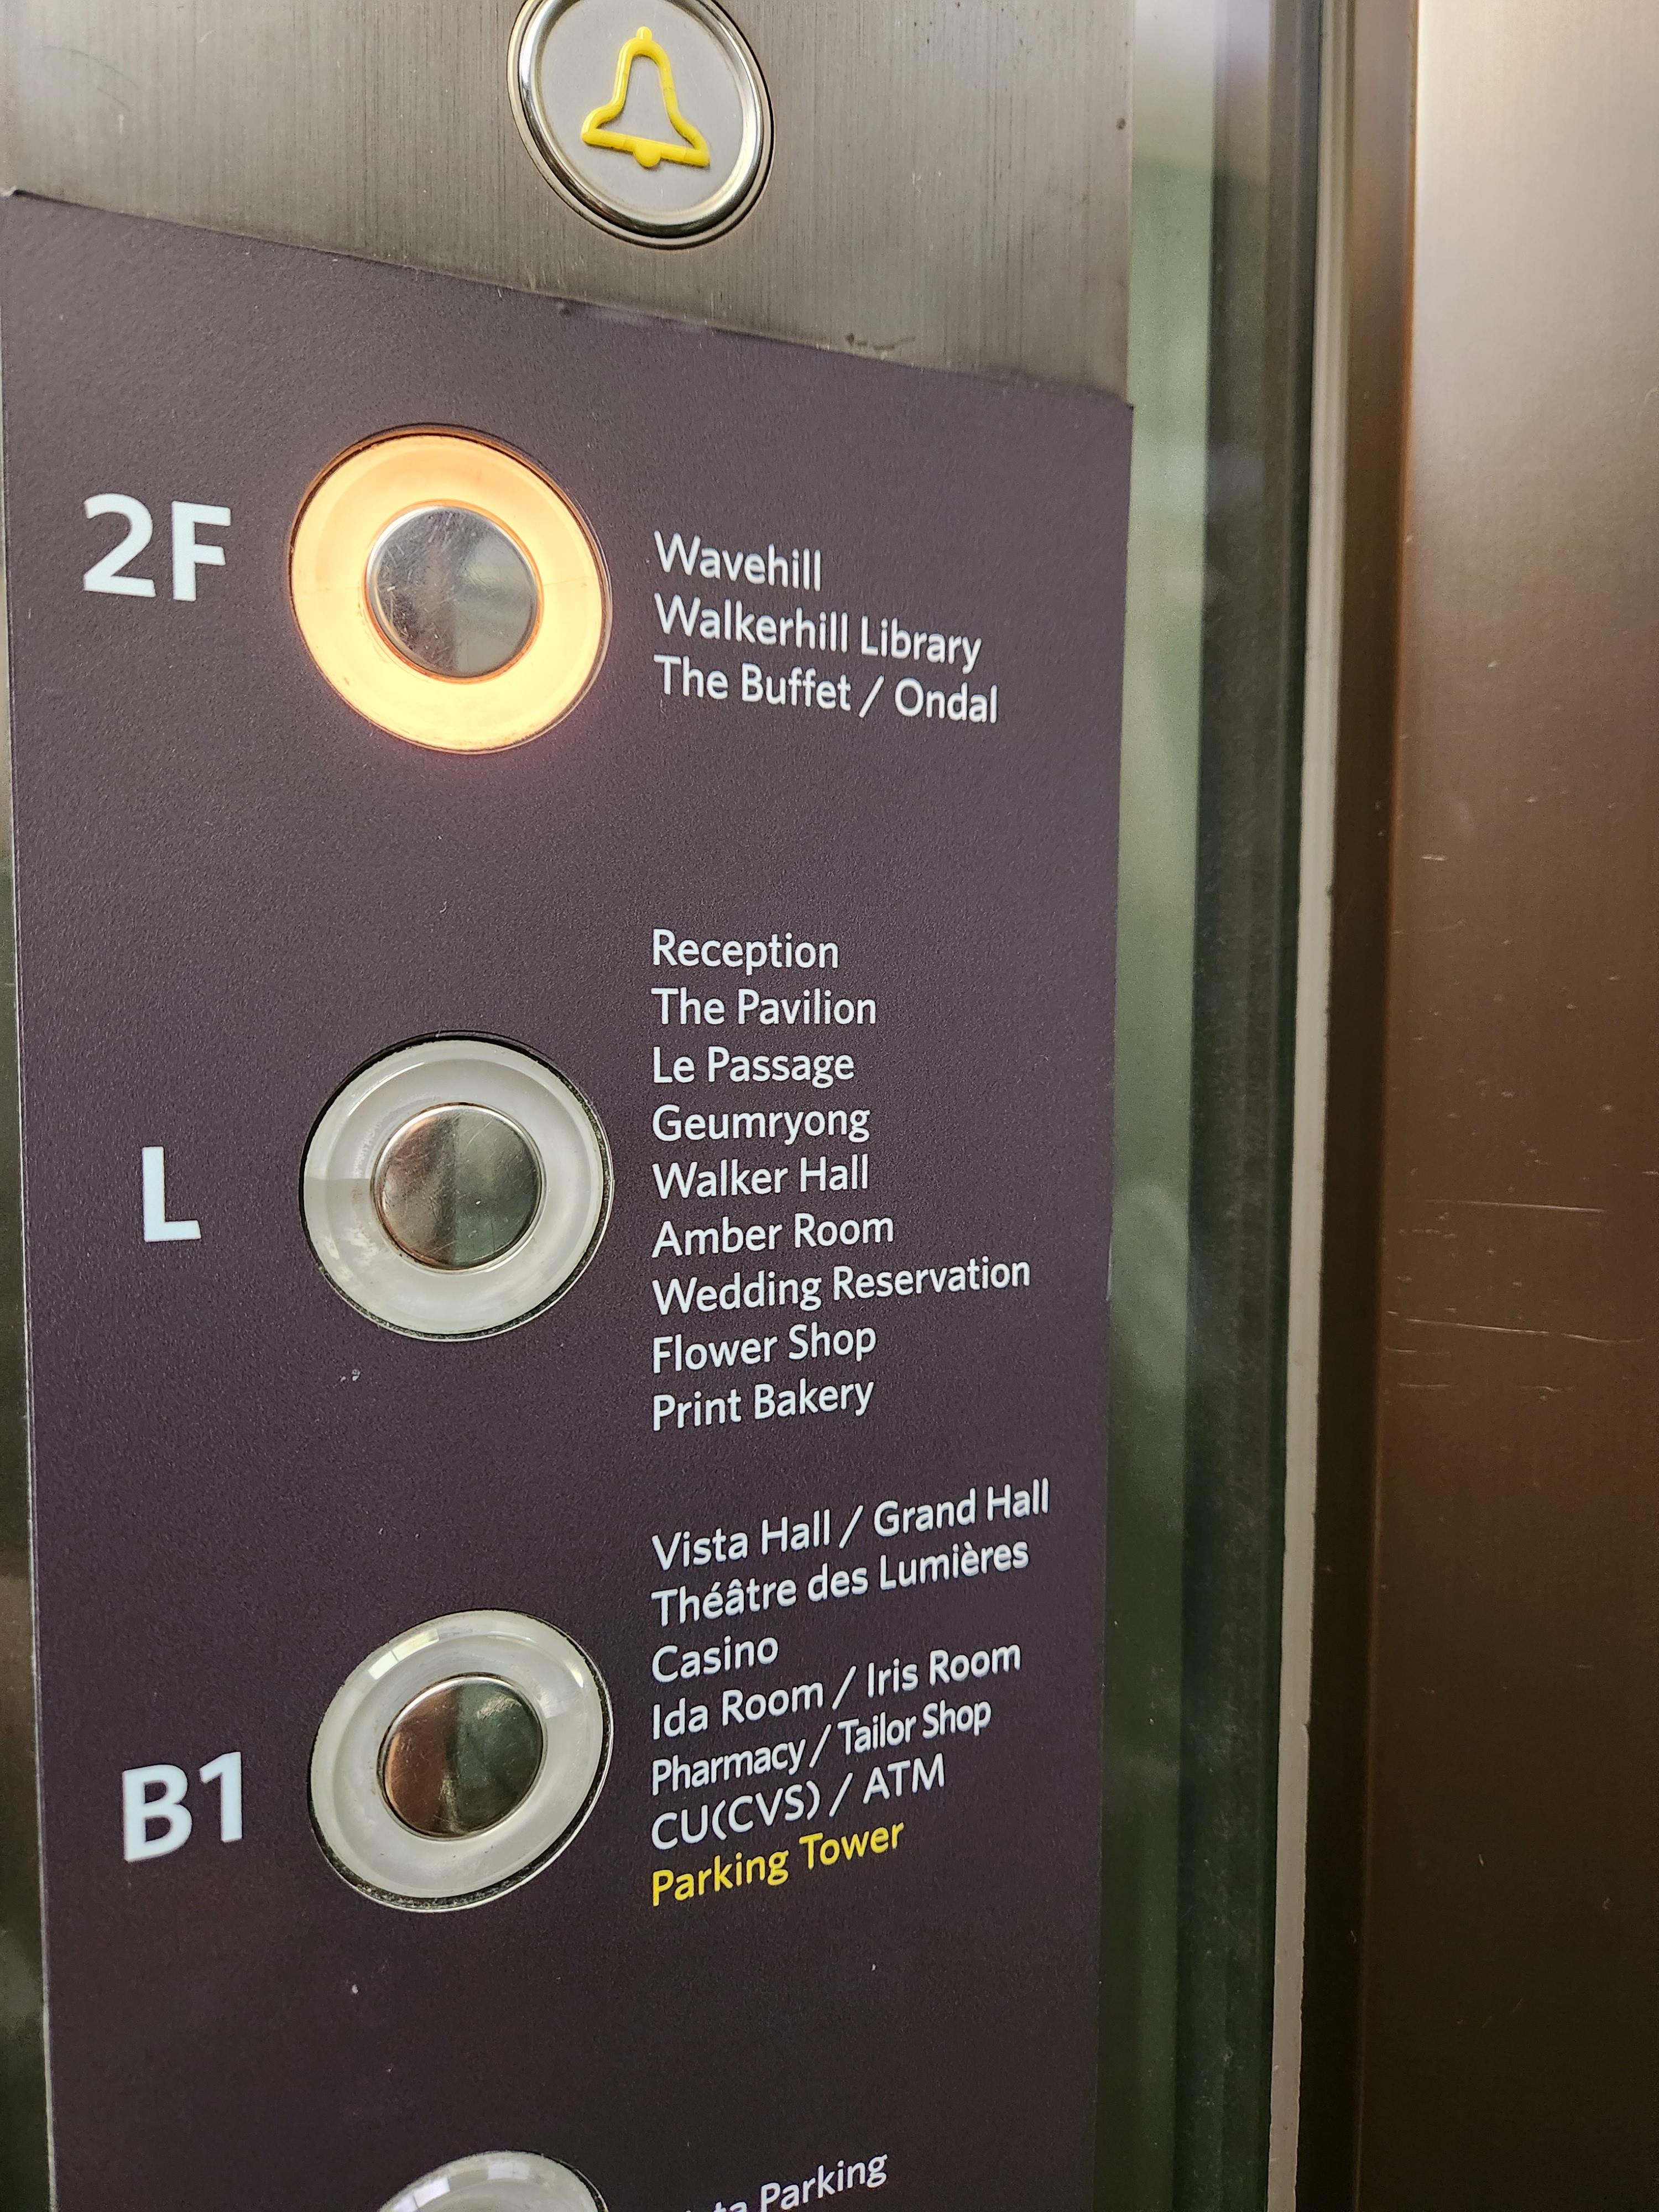 2F
Wavehill
Walkerhill Library
The Buffet / Ondal
L
Reception
The Pavilion
Le Passage
Geumryong
Walker Hall
Amber Room
Wedding Reservation
Flower Shop
Print Bakery
B1
Vista Hall / Grand Hall
Théâtre des Lumières
Casino
Ida Room / Iris Room
Pharmacy / Tailor Shop
CU(CVS) / ATM
Parking Tower
Parking